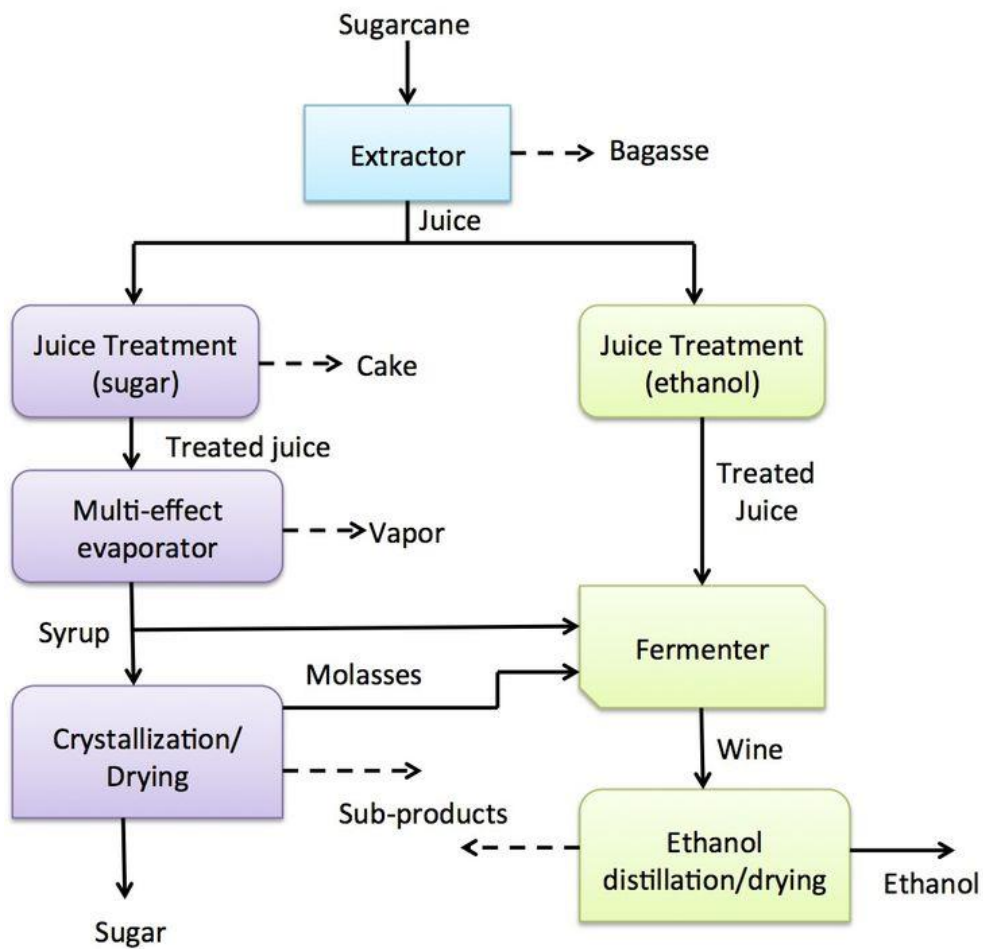 Sugarcane
Extractor
Bagasse
Juice
Juice Treatment
(sugar)
Cake
Juice Treatment
(ethanol)
Treated juice
Treated
Juice
Multi-effect
evaporator
Vapor
Syrup
Fermenter
Molasses
Crystallization/
Drying
Wine
Sub-products
Ethanol
distillation/drying
Ethanol
Sugar